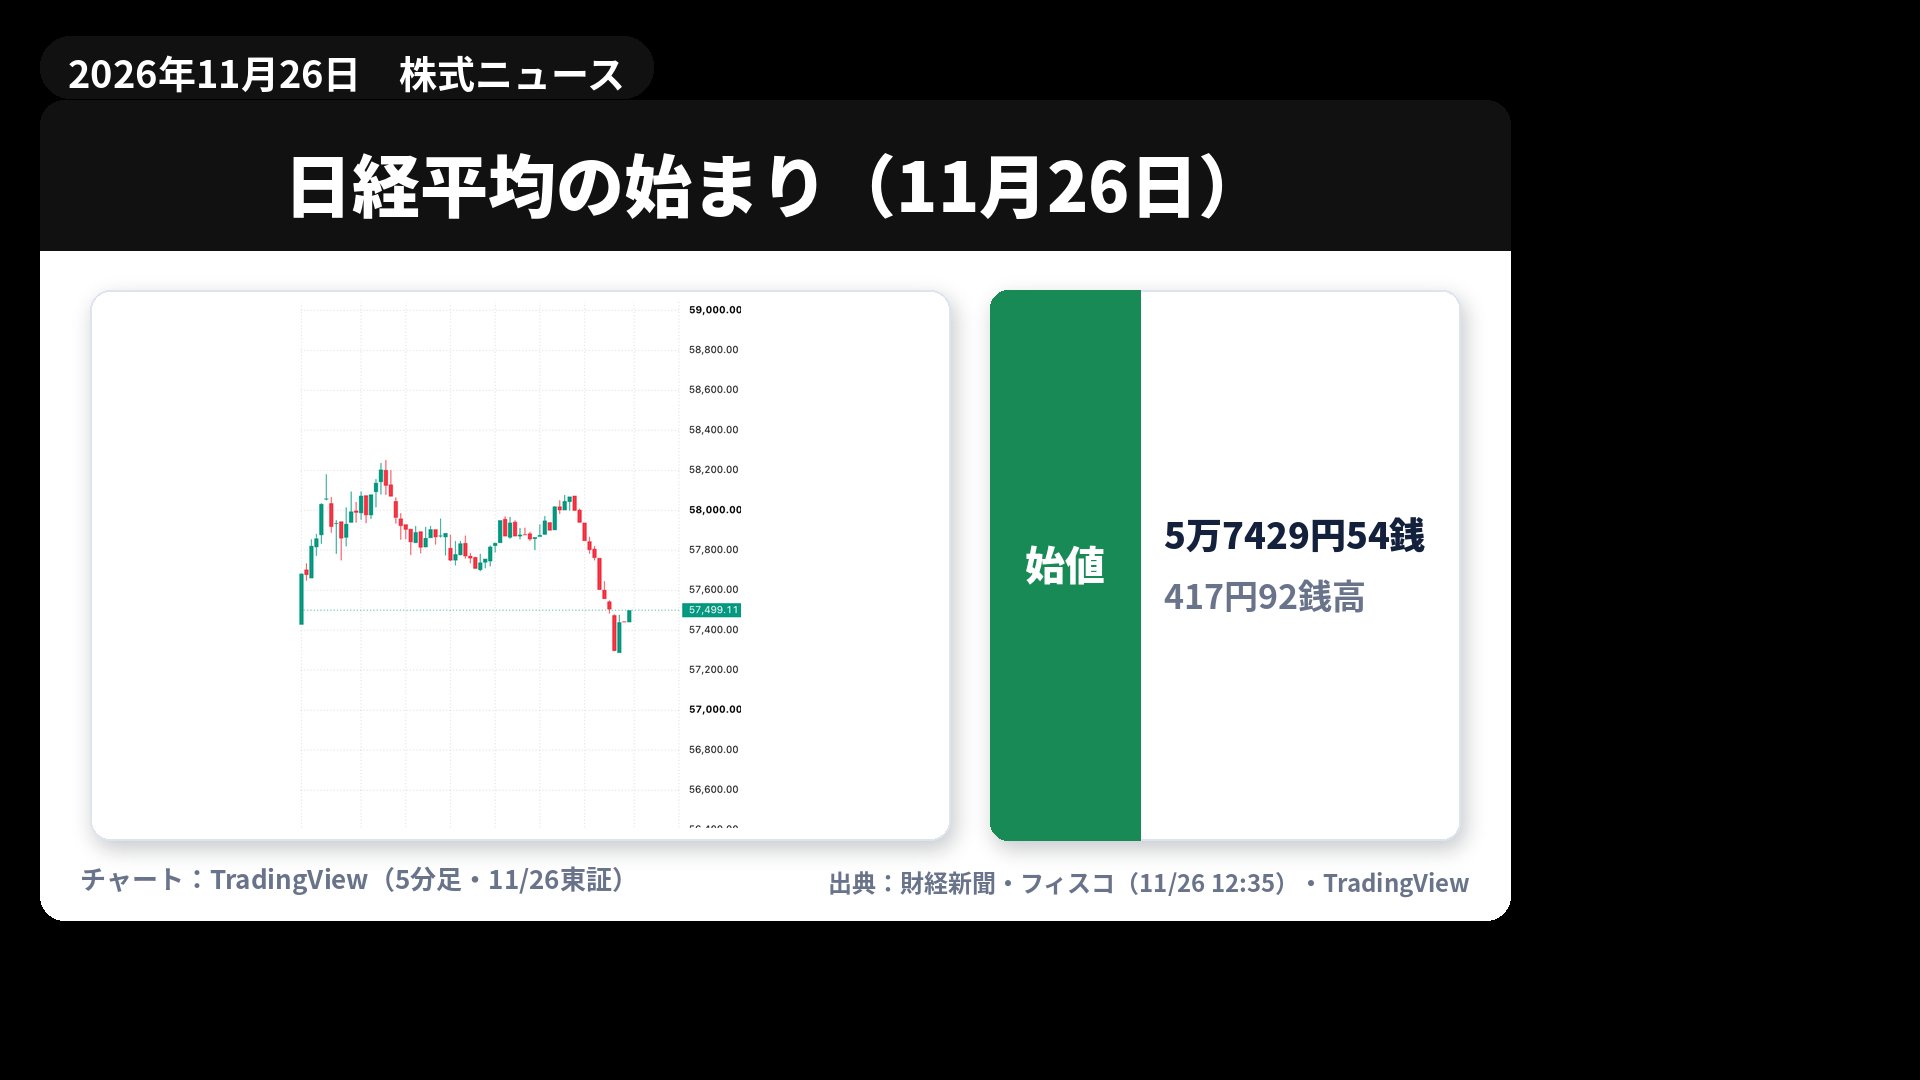 2026年11月26日　株式ニュース
日経平均の始まり（11月26日）
59,000.00
58,800.00
58,600.00
58,400.00
58,200.00
58,000.00
57,800.00
57,600.00
57,499.11
57,400.00
57,200.00
57,000.00
56,800.00
56,600.00
始値
5万7429円54銭
417円92銭高
チャート：TradingView（5分足・11/26東証）
出典：財経新聞・フィスコ（11/26 12:35）・TradingView